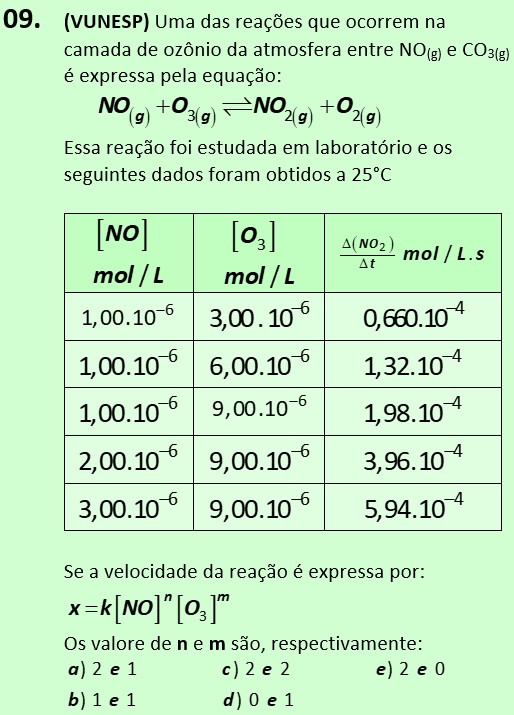 09. (VUNESP) Uma das reações que ocorrem na
camada de ozônio da atmosfera entre NO(g) e CO3(g)
é expressa pela equação:
NO(g) + O3(g) ⇌ NO2(g) + O2(g)
Essa reação foi estudada em laboratório e os
seguintes dados foram obtidos a 25°C
[NO] mol / L [O3] mol / L Δ(NO2)/Δt mol / L.s
1,00.10⁻⁶ 3,00.10⁻⁶ 0,660.10⁻⁴
1,00.10⁻⁶ 6,00.10⁻⁶ 1,32.10⁻⁴
1,00.10⁻⁶ 9,00.10⁻⁶ 1,98.10⁻⁴
2,00.10⁻⁶ 9,00.10⁻⁶ 3,96.10⁻⁴
3,00.10⁻⁶ 9,00.10⁻⁶ 5,94.10⁻⁴
Se a velocidade da reação é expressa por:
x = k[NO]ⁿ[O3]ᵐ
Os valore de n e m são, respectivamente:
a) 2 e 1 c) 2 e 2 e) 2 e 0
b) 1 e 1 d) 0 e 1